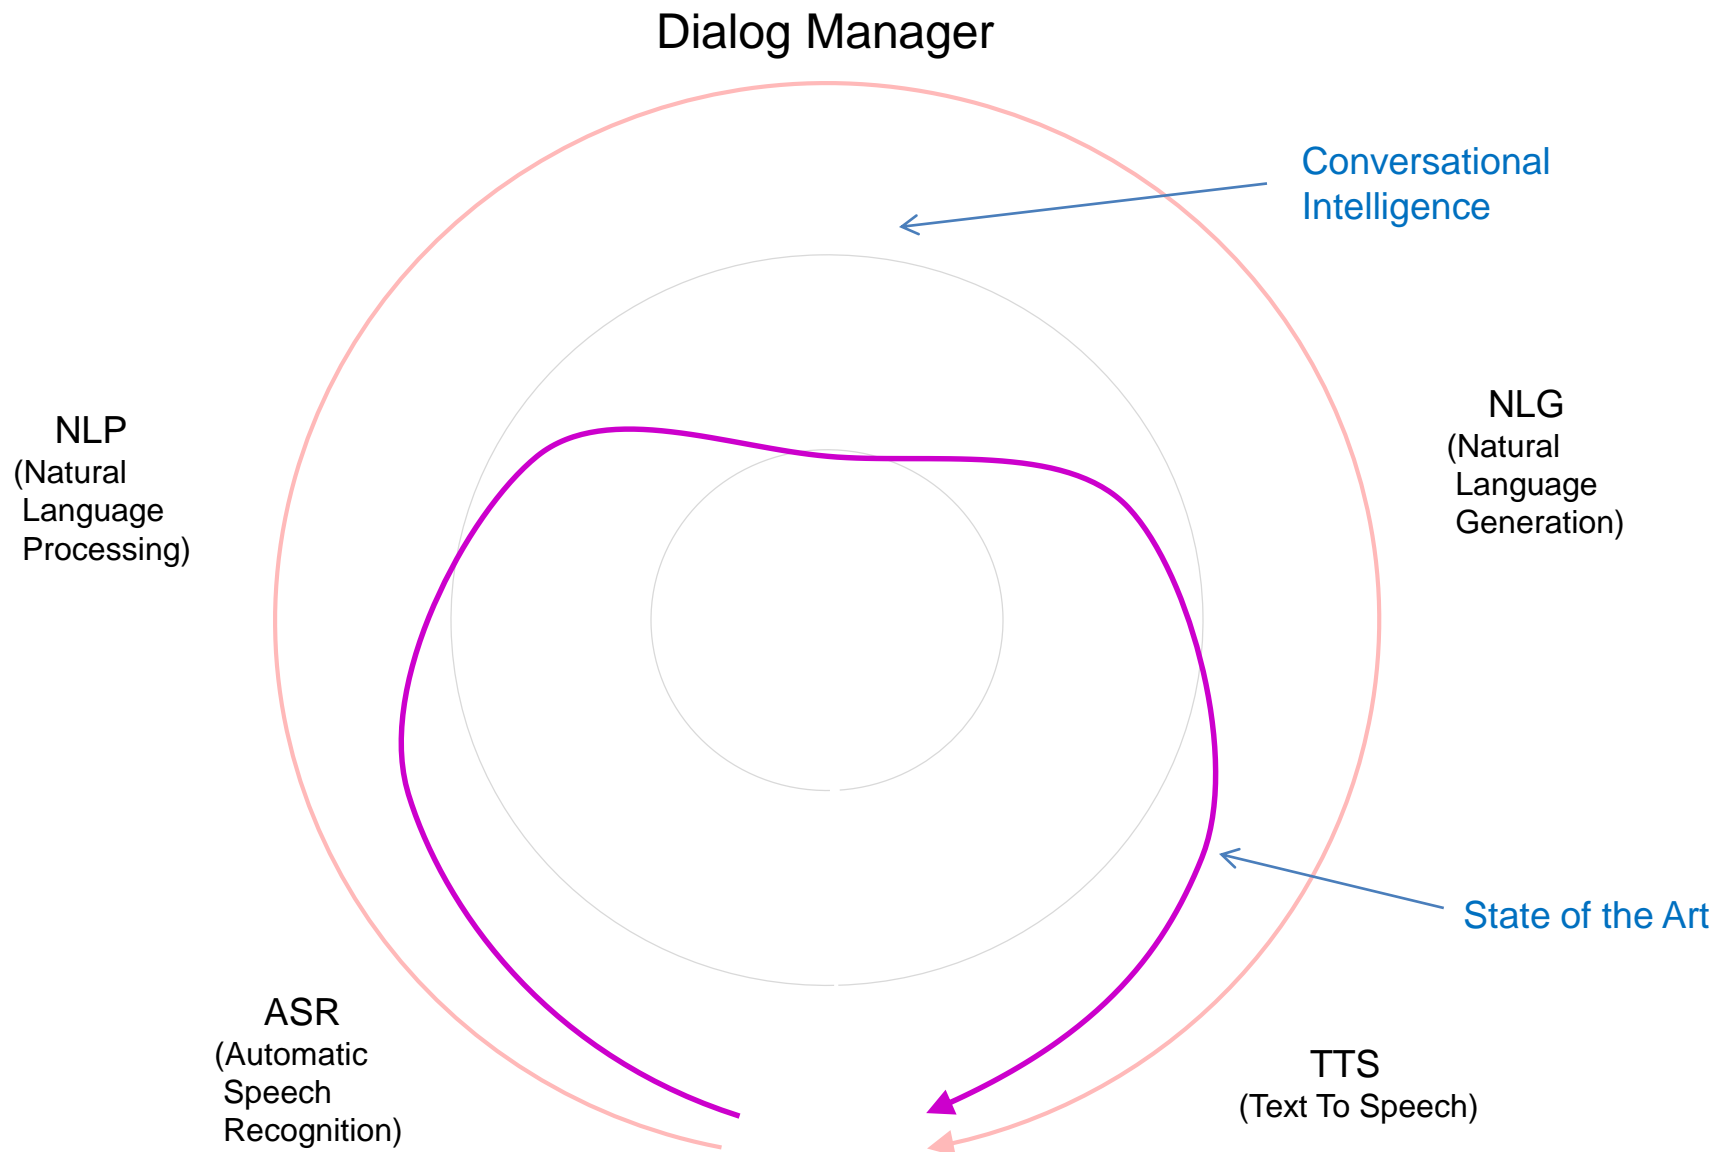 Dialog Manager
Conversational
Intelligence
NLP
(Natural
Language
Processing)
NLG
(Natural
Language
Generation)
State of the Art
ASR
(Automatic
Speech
Recognition)
TTS
(Text To Speech)